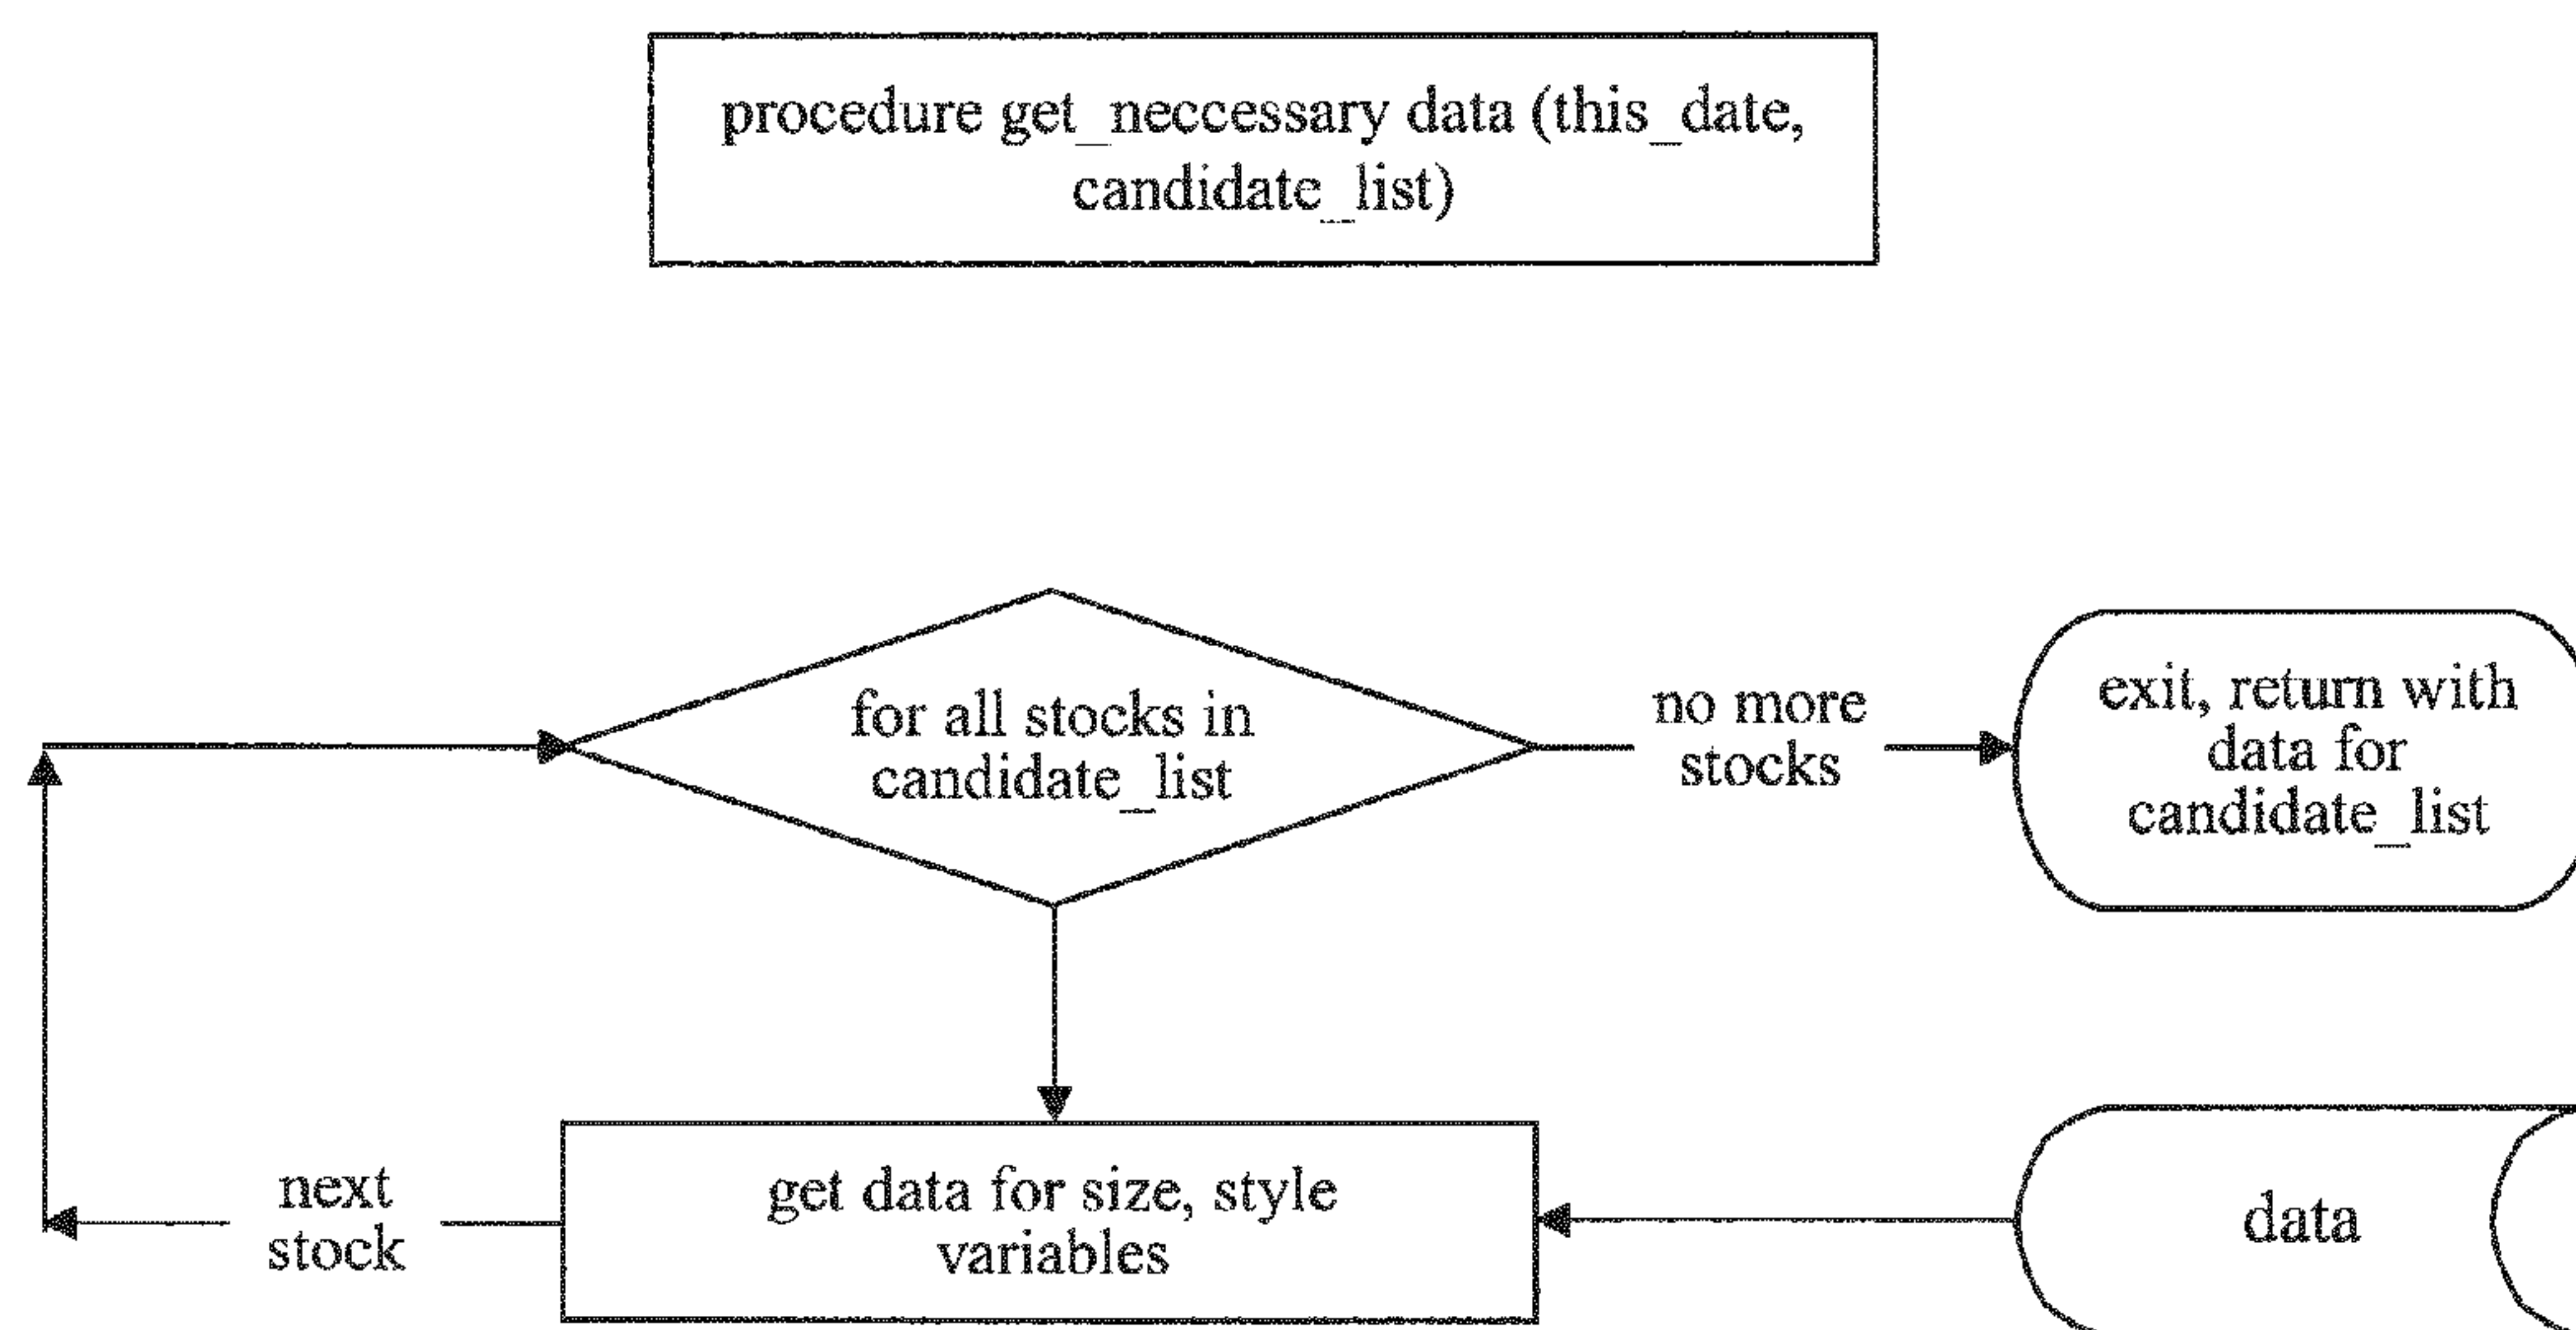 procedure get_neccessary data (this_date,
candidate_list)
for all stocks in
candidate_list
no more
stocks
exit, return with
data for
candidate_list
next
stock
get data for size, style
variables
data